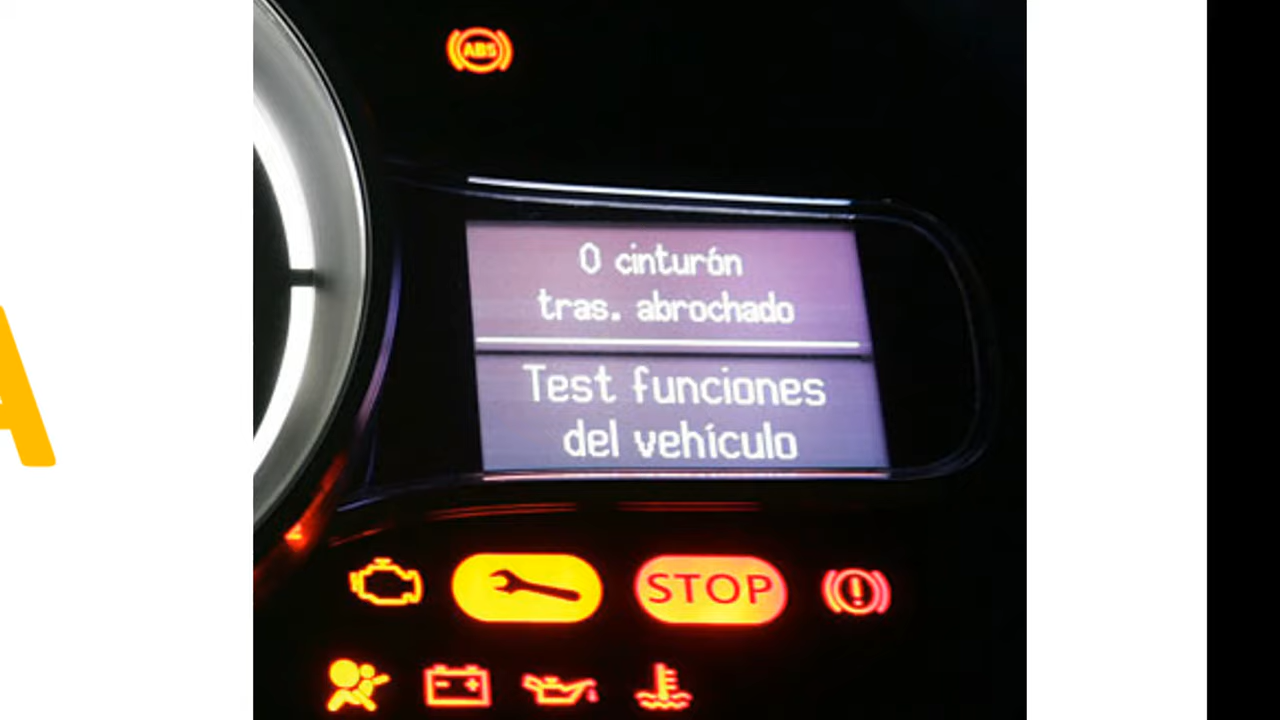 ABS
0 cinturón
tras. abrochado
Test funciones
del vehículo
STOP
A